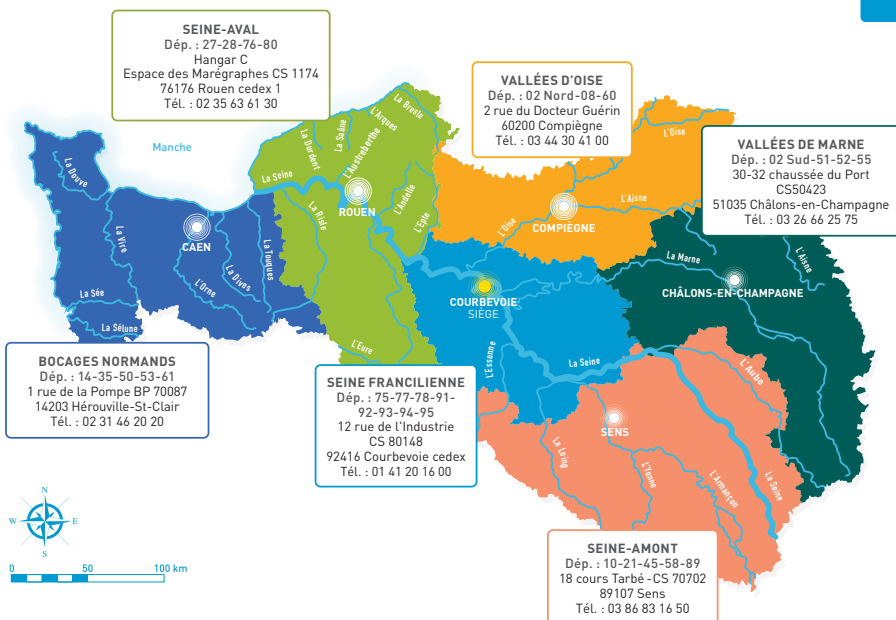 SEINE-AVAL
Dép. : 27-28-76-80
Hangar C
Espace des Marégraphes CS 1174
76176 Rouen cedex 1
Tél. : 02 35 63 61 30
VALLÉES D'OISE
Dép. : 02 Nord-08-60
2 rue du Docteur Guérin
60200 Compiègne
Tél. : 03 44 30 41 00
VALLÉES DE MARNE
Dép. : 02 Sud-51-52-55
30-32 chaussée du Port
CS50423
51035 Châlons-en-Champagne
Tél. : 03 26 66 25 75
Manche
La Douve
La Vire
La Sée
La Sélune
CAEN
L'Orne
La Dives
La Touques
La Seine
La Durdent
La Saâne
L'Austreberthe
L'Arques
La Bresle
ROUEN
La Risle
L'Andelle
L'Epte
L'Eure
L'Oise
L'Aisne
L'Oise
COMPIÈGNE
COURBEVOIE
SIÈGE
La Marne
L'Aisne
CHÂLONS-EN-CHAMPAGNE
L'Essonne
La Seine
L'Aube
SENS
Le Loing
L'Yonne
L'Armançon
La Seine
BOCAGES NORMANDS
Dép. : 14-35-50-53-61
1 rue de la Pompe BP 70087
14203 Hérouville-St-Clair
Tél. : 02 31 46 20 20
SEINE FRANCILIENNE
Dép. : 75-77-78-91-
92-93-94-95
12 rue de l'Industrie
CS 80148
92416 Courbevoie cedex
Tél. : 01 41 20 16 00
SEINE-AMONT
Dép. : 10-21-45-58-89
18 cours Tarbé - CS 70702
89107 Sens
Tél. : 03 86 83 16 50
N
W E
S
0 50 100 km